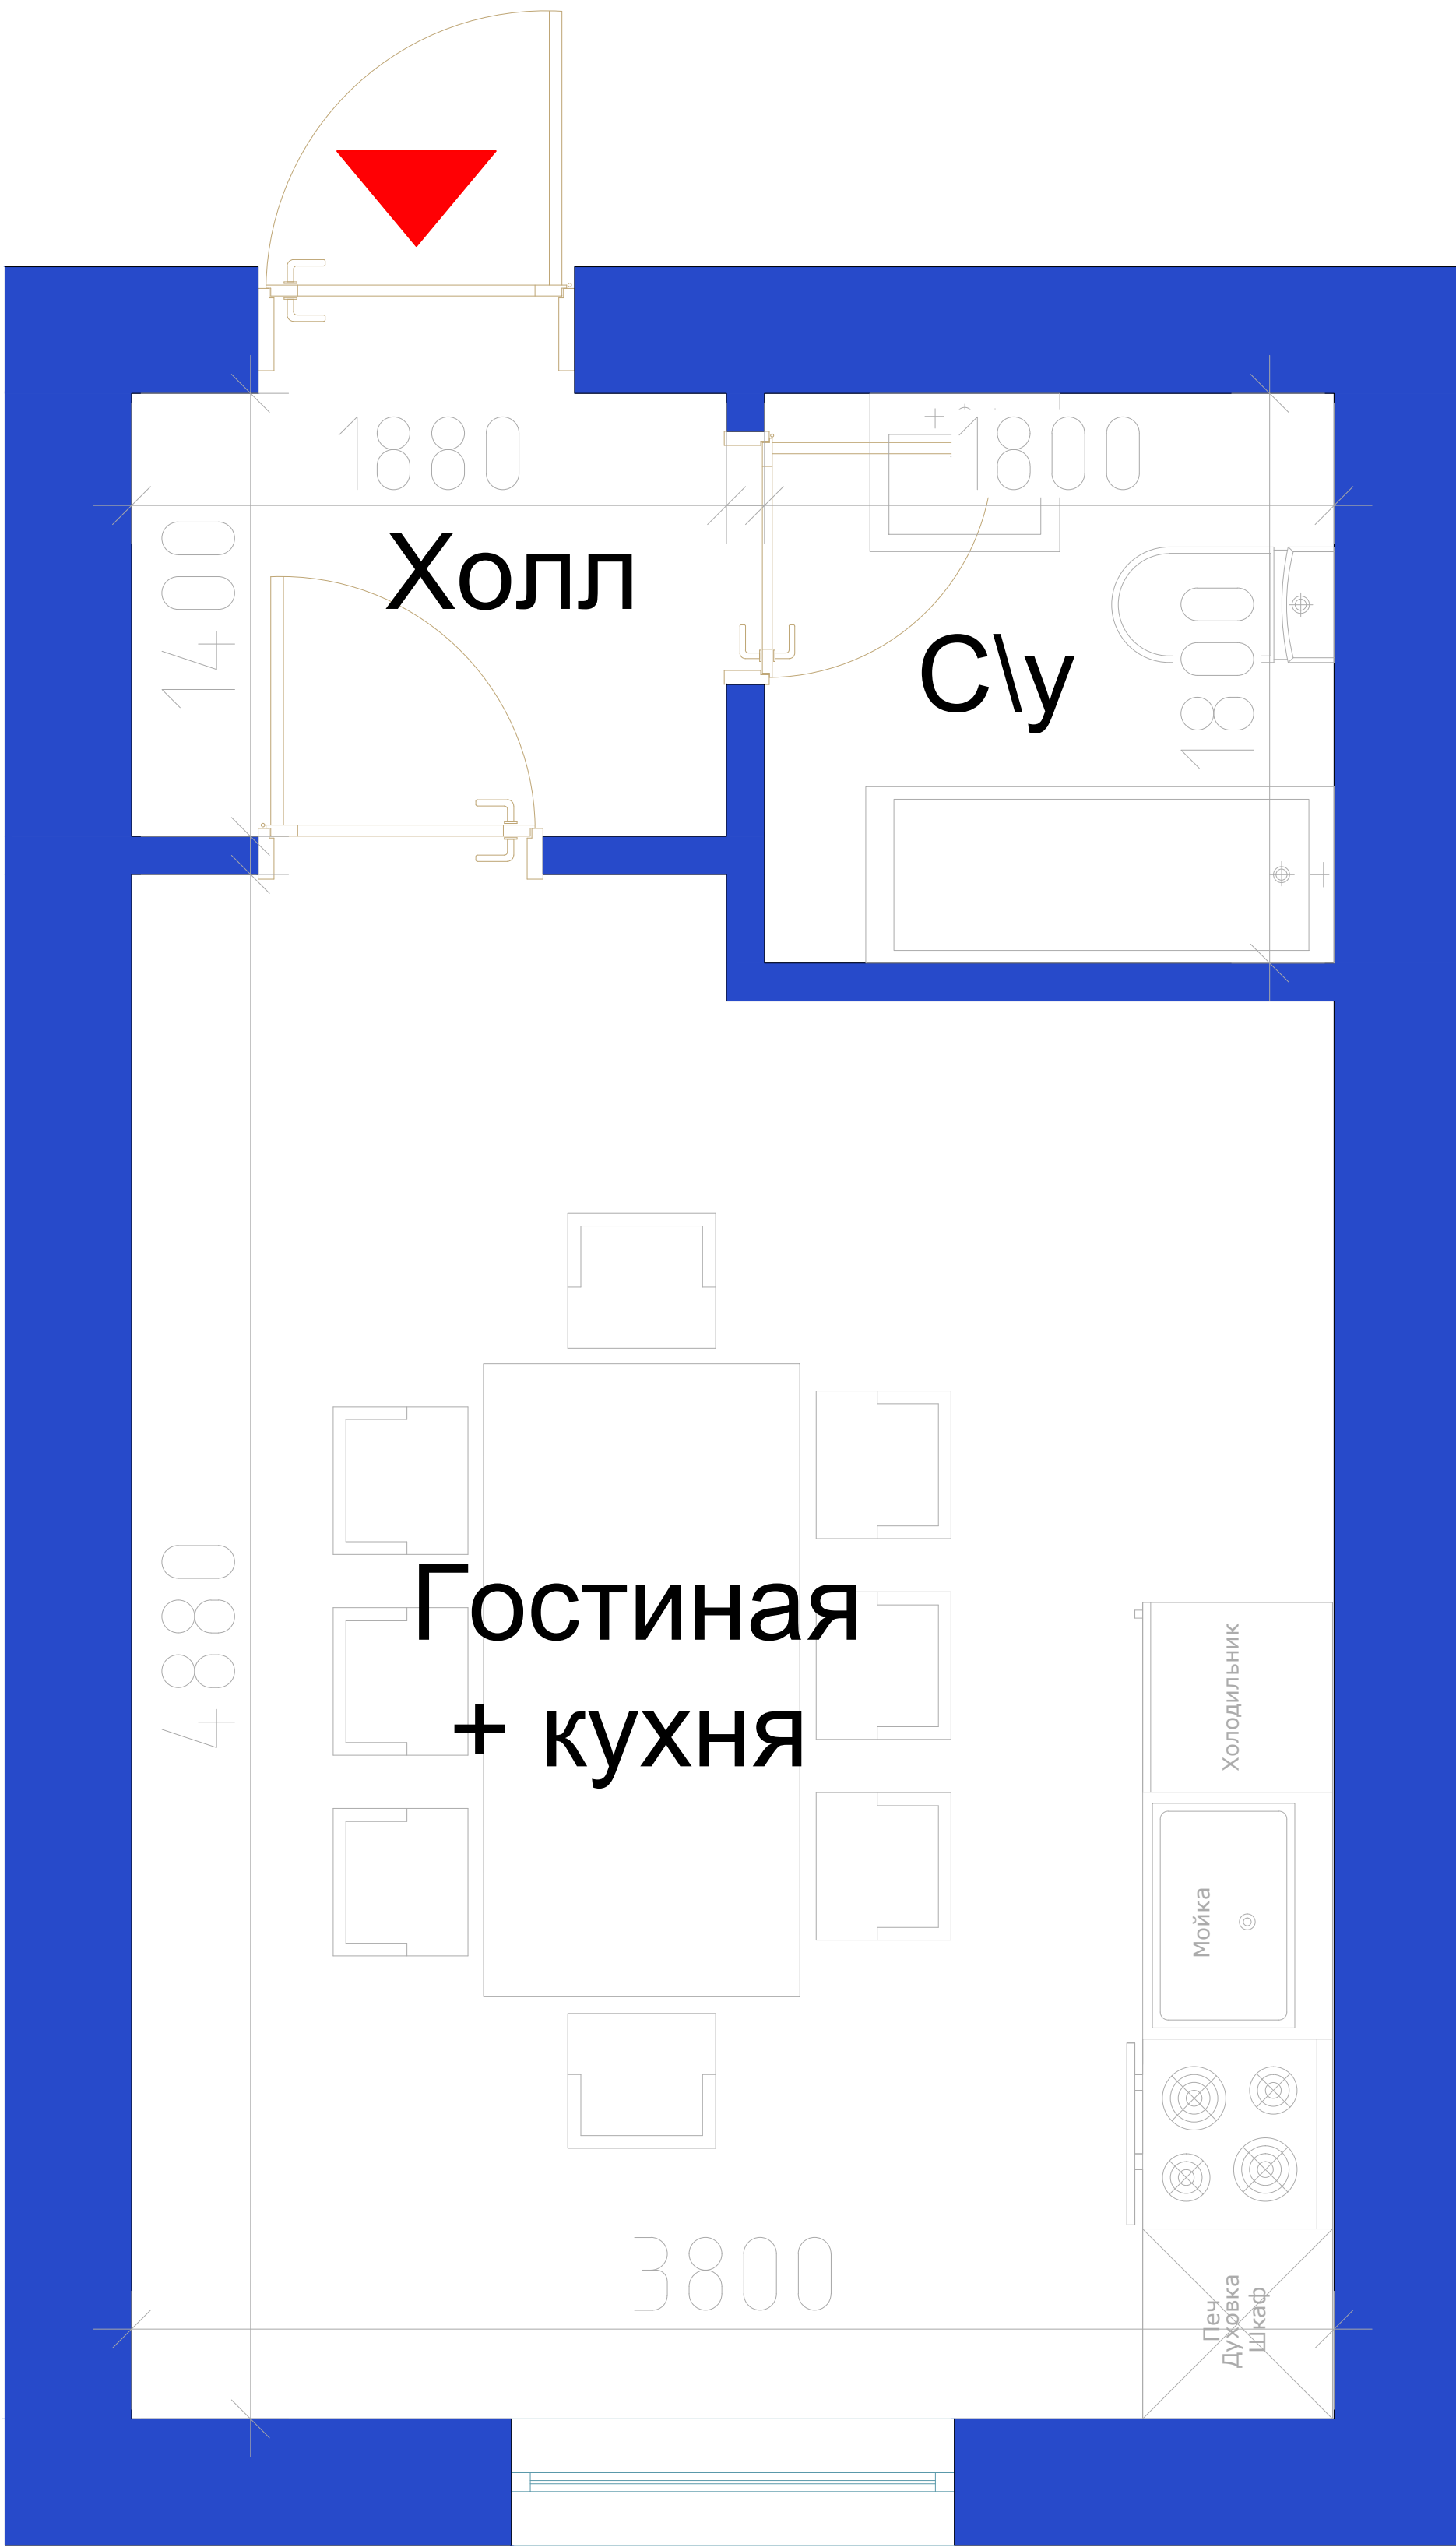 1880
1800
1400
Холл
1800
С\у
4880
Гостиная
+ кухня
Холодильник
Мойка
3800
Печ
Духовка
Шкаф